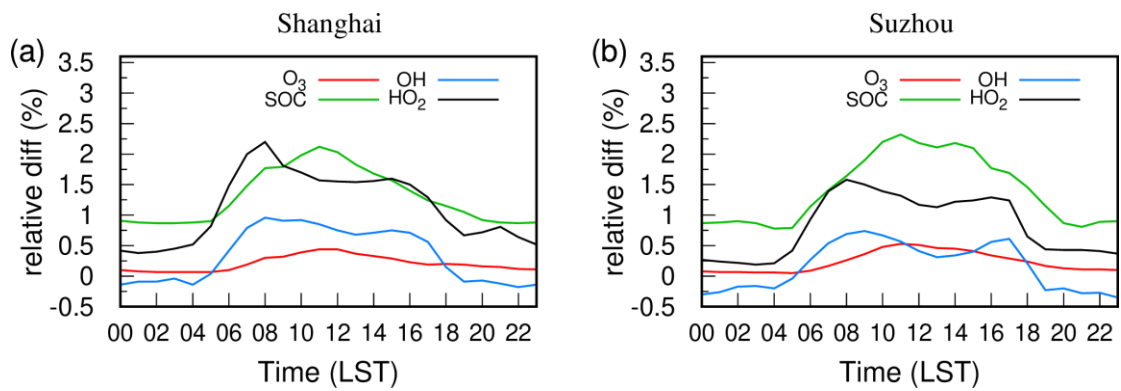 Shanghai
(a)
relative diff (%)
3.5
3
2.5
2
1.5
1
0.5
0
-0.5
O3 OH
SOC HO2
00 02 04 06 08 10 12 14 16 18 20 22
Time (LST)
Suzhou
(b)
relative diff (%)
3.5
3
2.5
2
1.5
1
0.5
0
-0.5
O3 OH
SOC HO2
00 02 04 06 08 10 12 14 16 18 20 22
Time (LST)